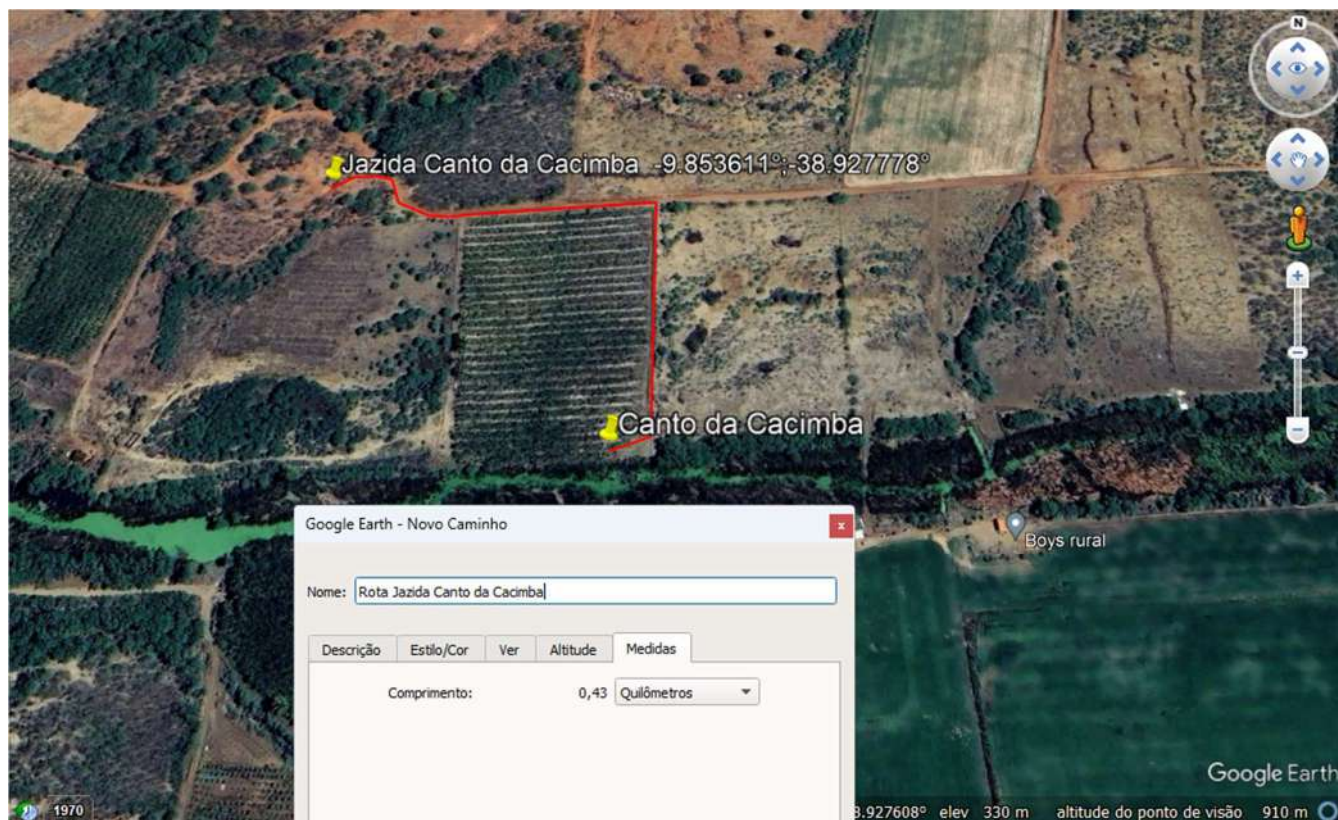 N
Jazida Canto da Cacimba -9.853611°;-38.927778°
Canto da Cacimba
Google Earth - Novo Caminho
x
Boys rural
Nome: Rota Jazida Canto da Cacimba
Descrição Estilo/Cor Ver Altitude Medidas
Comprimento: 0,43 Quilômetros
Google Earth
1970 8.927608° elev 330 m altitude do ponto de visão 910 m